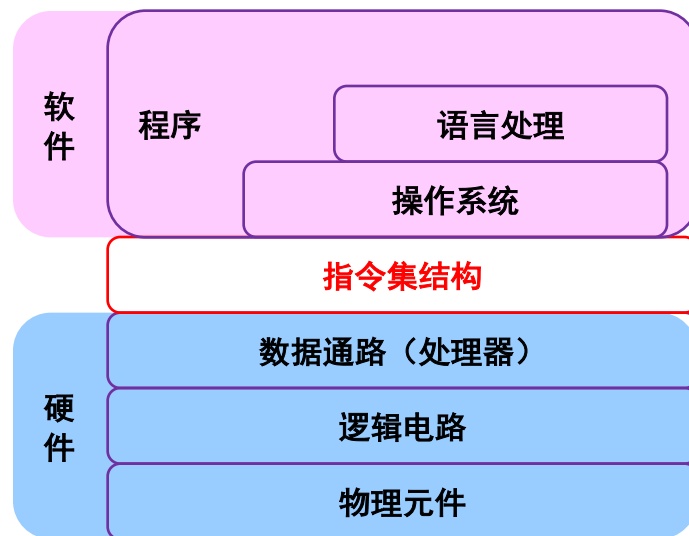 软件
程序
语言处理
操作系统
指令集结构
硬件
数据通路（处理器）
逻辑电路
物理元件